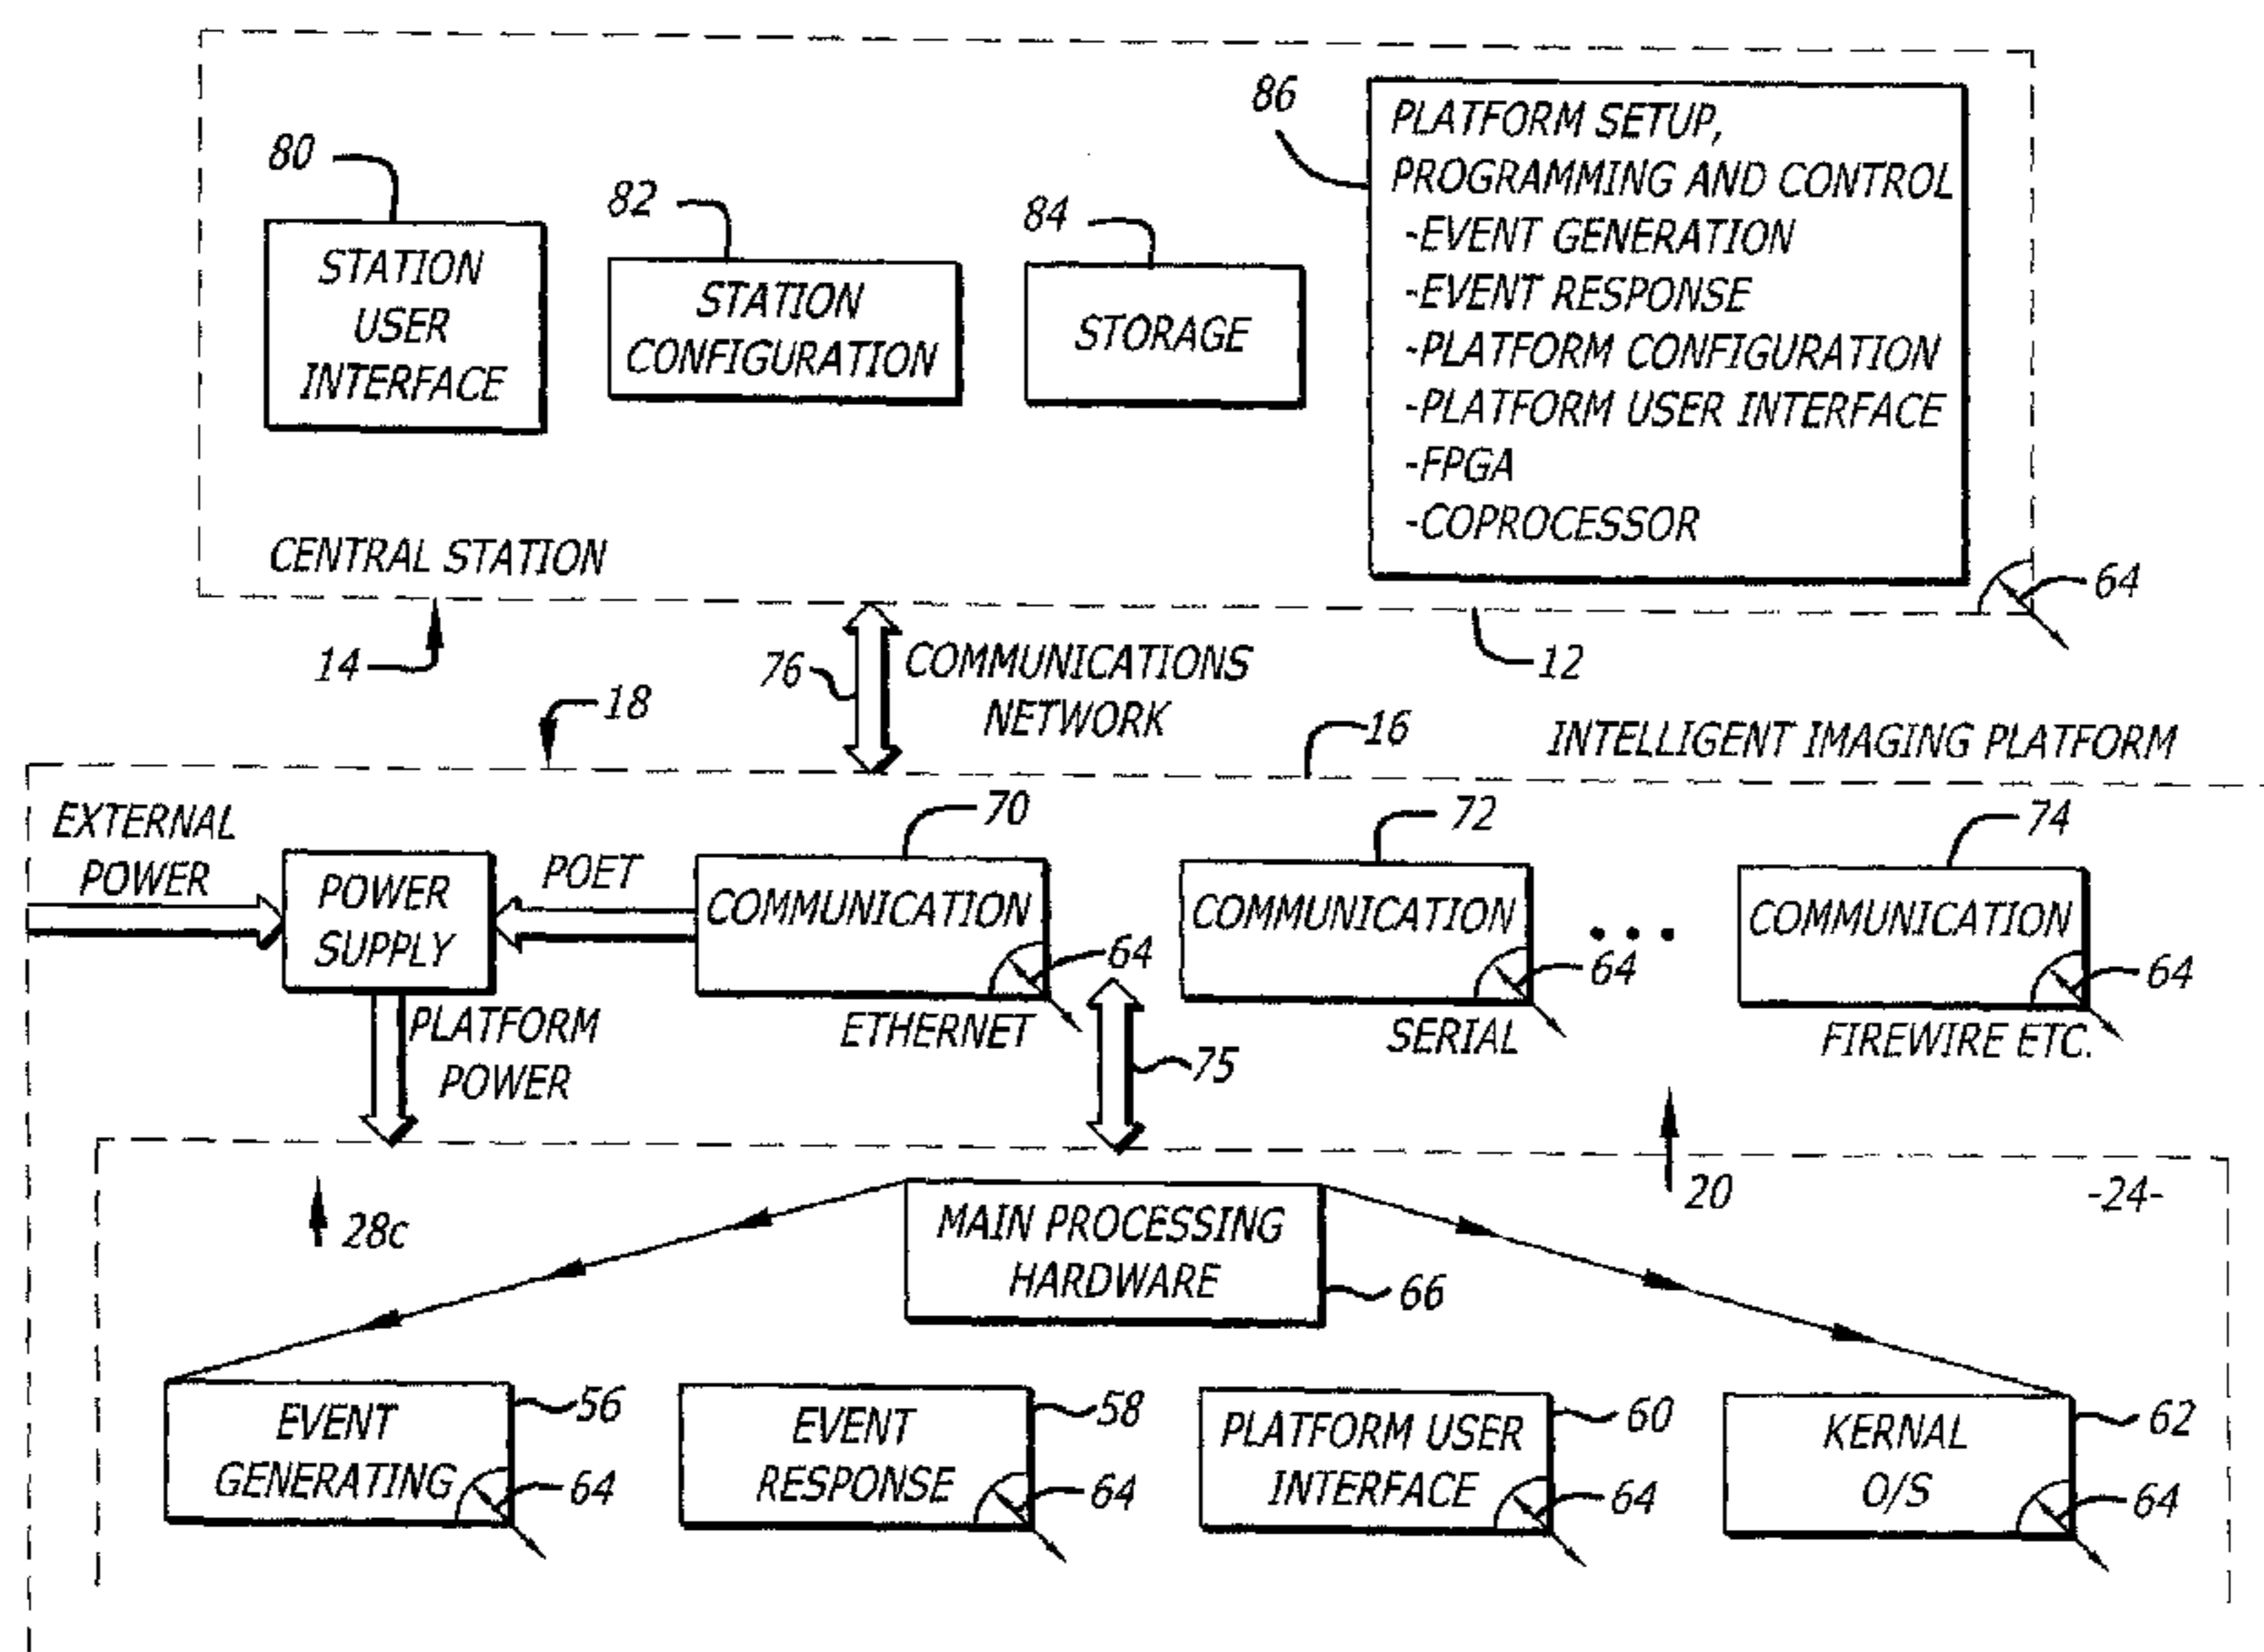 80
STATION
USER
INTERFACE
82
STATION
CONFIGURATION
84
STORAGE
86
PLATFORM SETUP,
PROGRAMMING AND CONTROL
-EVENT GENERATION
-EVENT RESPONSE
-PLATFORM CONFIGURATION
-PLATFORM USER INTERFACE
-FPGA
-COPROCESSOR
64
CENTRAL STATION
14
76
COMMUNICATIONS
NETWORK
12
18
16
INTELLIGENT IMAGING PLATFORM
EXTERNAL
POWER
POWER
SUPPLY
POET
70
COMMUNICATION
64
ETHERNET
72
COMMUNICATION
64
SERIAL
74
COMMUNICATION
64
FIREWIRE ETC.
PLATFORM
POWER
75
20
-24-
28c
MAIN PROCESSING
HARDWARE
66
EVENT
GENERATING
56
64
EVENT
RESPONSE
58
64
PLATFORM USER
INTERFACE
60
64
KERNAL
O/S
62
64